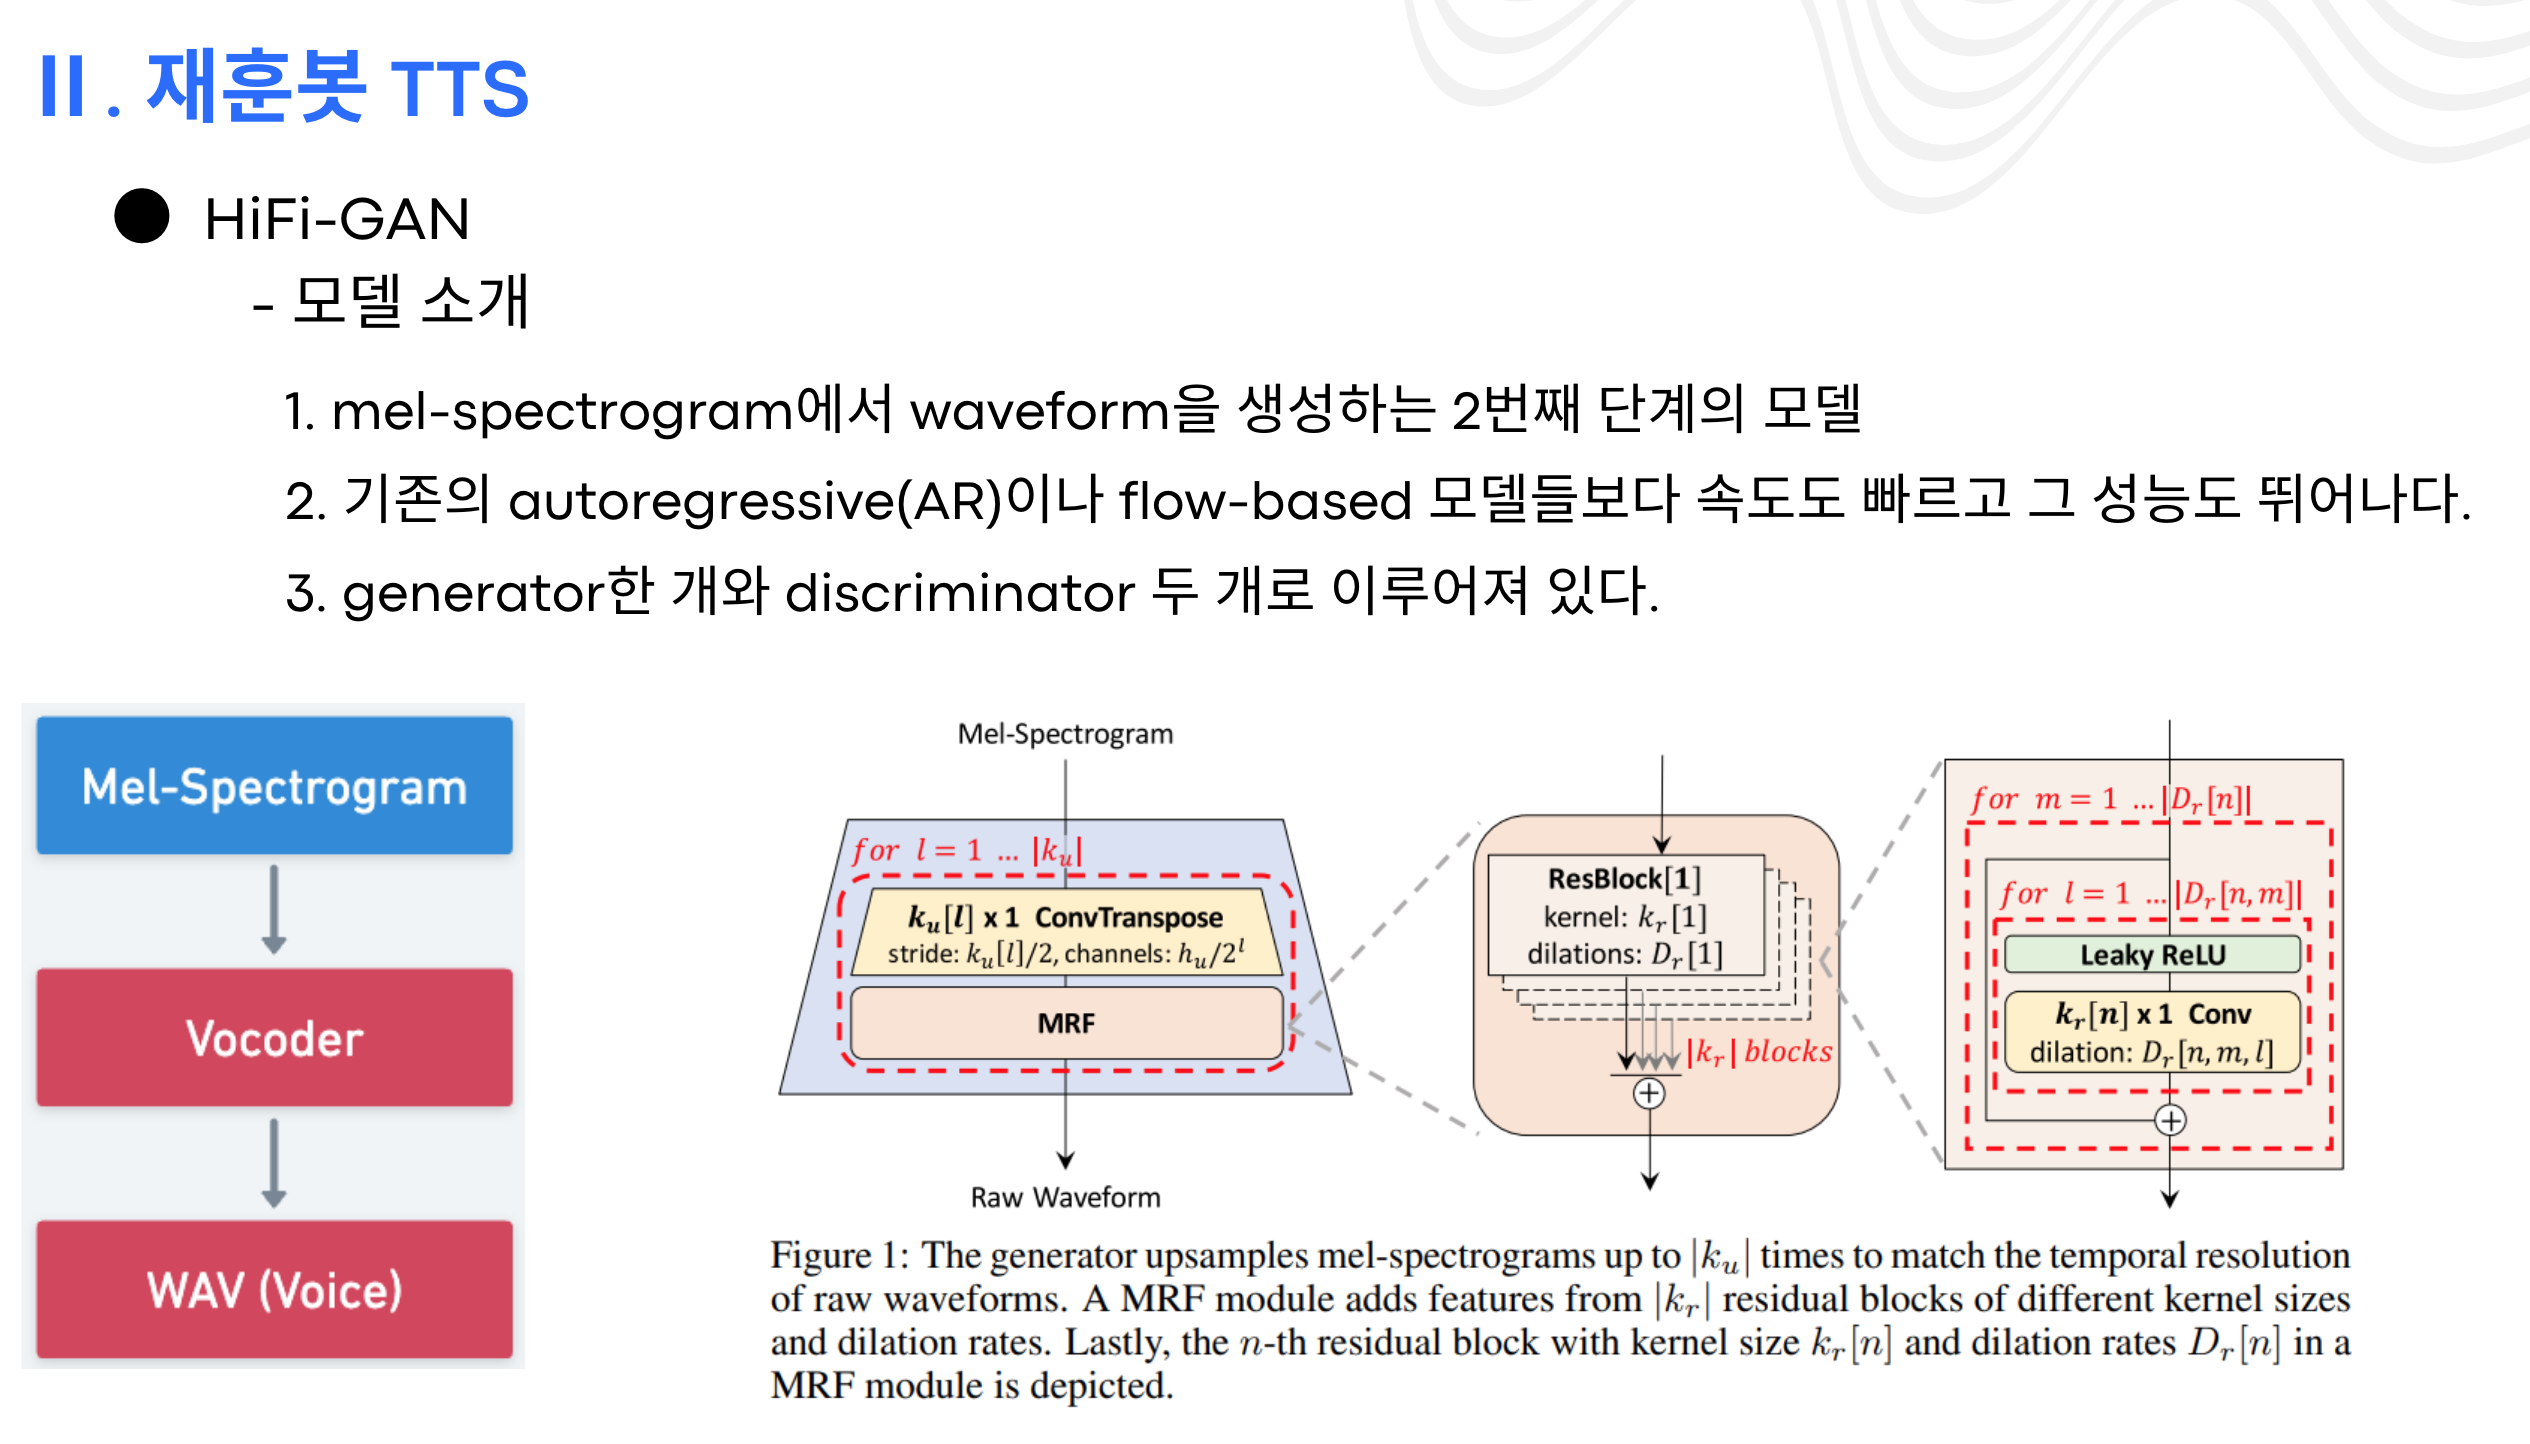 II . 재훈봇 TTS
● HiFi-GAN
- 모델 소개
1. mel-spectrogram에서 waveform을 생성하는 2번째 단계의 모델
2. 기존의 autoregressive(AR)이나 flow-based 모델들보다 속도도 빠르고 그 성능도 뛰어나다.
3. generator한 개와 discriminator 두 개로 이루어져 있다.
Mel-Spectrogram
Vocoder
WAV (Voice)
Mel-Spectrogram
for l = 1 ... |k_u|
k_u[l] x 1 ConvTranspose
stride: k_u[l]/2, channels: h_u/2^l
MRF
Raw Waveform
ResBlock[1]
kernel: k_r[1]
dilations: D_r[1]
|k_r| blocks
for m = 1 ... |D_r[n]|
for l = 1 ... |D_r[n, m]|
Leaky ReLU
k_r[n] x 1 Conv
dilation: D_r[n, m, l]
Figure 1: The generator upsamples mel-spectrograms up to |k_u| times to match the temporal resolution
of raw waveforms. A MRF module adds features from |k_r| residual blocks of different kernel sizes
and dilation rates. Lastly, the n-th residual block with kernel size k_r[n] and dilation rates D_r[n] in a
MRF module is depicted.